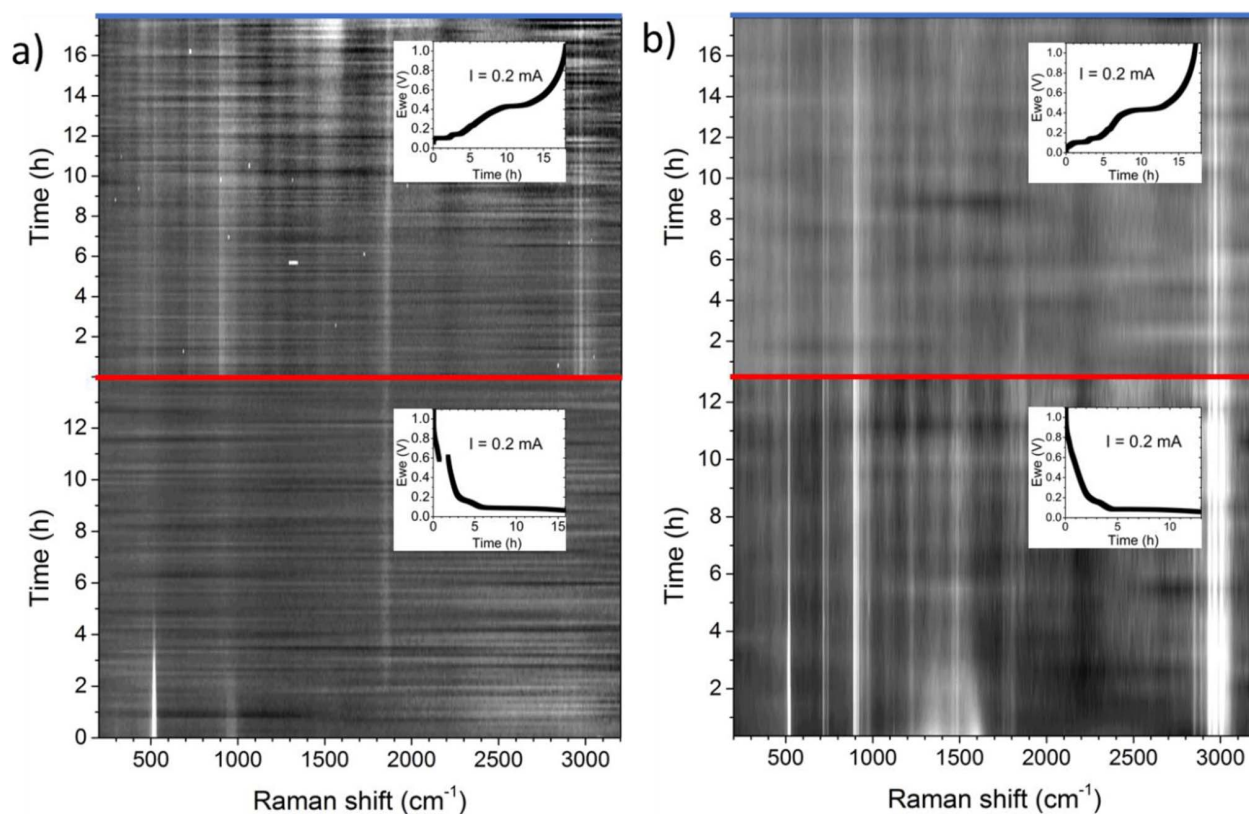 a)
Time (h)
16
14
12
10
8
6
4
2
I = 0.2 mA
Ewe (V)
1.0
0.8
0.6
0.4
0.2
0.0
0 5 10 15
Time (h)
Time (h)
12
10
8
6
4
2
0
I = 0.2 mA
Ewe (V)
1.0
0.8
0.6
0.4
0.2
0.0
0 5 10 15
Time (h)
500 1000 1500 2000 2500 3000
Raman shift (cm⁻¹)
b)
Time (h)
16
14
12
10
8
6
4
2
I = 0.2 mA
Ewe (V)
1.0
0.8
0.6
0.4
0.2
0.0
0 5 10 15
Time (h)
Time (h)
12
10
8
6
4
2
I = 0.2 mA
Ewe (V)
1.0
0.8
0.6
0.4
0.2
0.0
0 5 10
Time (h)
500 1000 1500 2000 2500 3000
Raman shift (cm⁻¹)